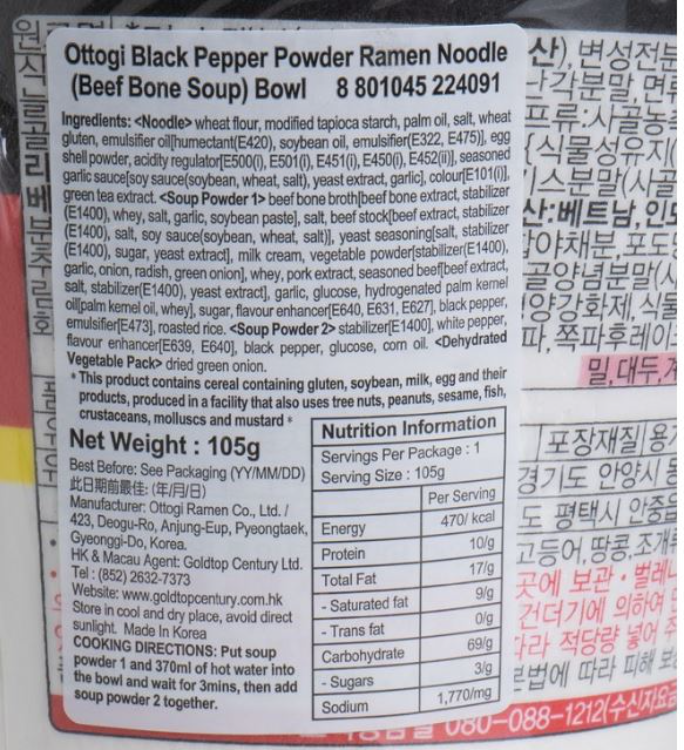 Ottogi Black Pepper Powder Ramen Noodle
(Beef Bone Soup) Bowl 8 801045 224091
Ingredients: <Noodle> wheat flour, modified tapioca starch, palm oil, salt, wheat
gluten, emulsifier oil[humectant(E420), soybean oil, emulsifier(E322, E475)], egg
shell powder, acidity regulator[E500(i), E501(i), E451(i), E450(i), E452(ii)], seasoned
garlic sauce[soy sauce(soybean, wheat, salt), yeast extract, garlic], colour[E101(i)],
green tea extract. <Soup Powder 1> beef bone broth[beef bone extract, stabilizer
(E1400), whey, salt, garlic, soybean paste], salt, beef stock[beef extract, stabilizer
(E1400), salt, soy sauce(soybean, wheat, salt)], yeast seasoning[salt, stabilizer
(E1400), sugar, yeast extract], milk cream, vegetable powder[stabilizer(E1400),
garlic, onion, radish, green onion], whey, pork extract, seasoned beef[beef extract,
salt, stabilizer(E1400), yeast extract], garlic, glucose, hydrogenated palm kernel
oil[palm kernel oil, whey], sugar, flavour enhancer[E640, E631, E627], black pepper,
emulsifier[E473], roasted rice. <Soup Powder 2> stabilizer[E1400], white pepper,
flavour enhancer[E639, E640], black pepper, glucose, corn oil. <Dehydrated
Vegetable Pack> dried green onion.
* This product contains cereal containing gluten, soybean, milk, egg and their
products, produced in a facility that also uses tree nuts, peanuts, sesame, fish,
crustaceans, molluscs and mustard *
Net Weight : 105g
Best Before: See Packaging (YY/MM/DD)
此日期前最佳: (年/月/日)
Manufacturer: Ottogi Ramen Co., Ltd. /
423, Deogu-Ro, Anjung-Eup, Pyeongtaek,
Gyeonggi-Do, Korea.
HK & Macau Agent: Goldtop Century Ltd.
Tel : (852) 2632-7373
Website: www.goldtopcentury.com.hk
Store in cool and dry place, avoid direct
sunlight. Made In Korea
COOKING DIRECTIONS: Put soup
powder 1 and 370ml of hot water into
the bowl and wait for 3mins, then add
soup powder 2 together.
Nutrition Information
Servings Per Package : 1
Serving Size : 105g
Per Serving
Energy 470/ kcal
Protein 10/g
Total Fat 17/g
- Saturated fat 9/g
- Trans fat 0/g
Carbohydrate 69/g
- Sugars 3/g
Sodium 1,770/mg
산), 변성전분
난각분말, 면
프류:사골농
(식물성유지(
스분말(사골
산:베트남,인도
야채분, 포도
골양념분말(
양강화제, 식물
파, 쪽파후레이
밀, 대두,
포장재질 용기
경기도 안양시 동
도 평택시 안중읍
고등어, 땅콩, 조개
곳에 보관 · 벌레
건더기에 의하여
따라 적당량 넣어
법에 따라 피해 보
080-088-1212(수신자요금